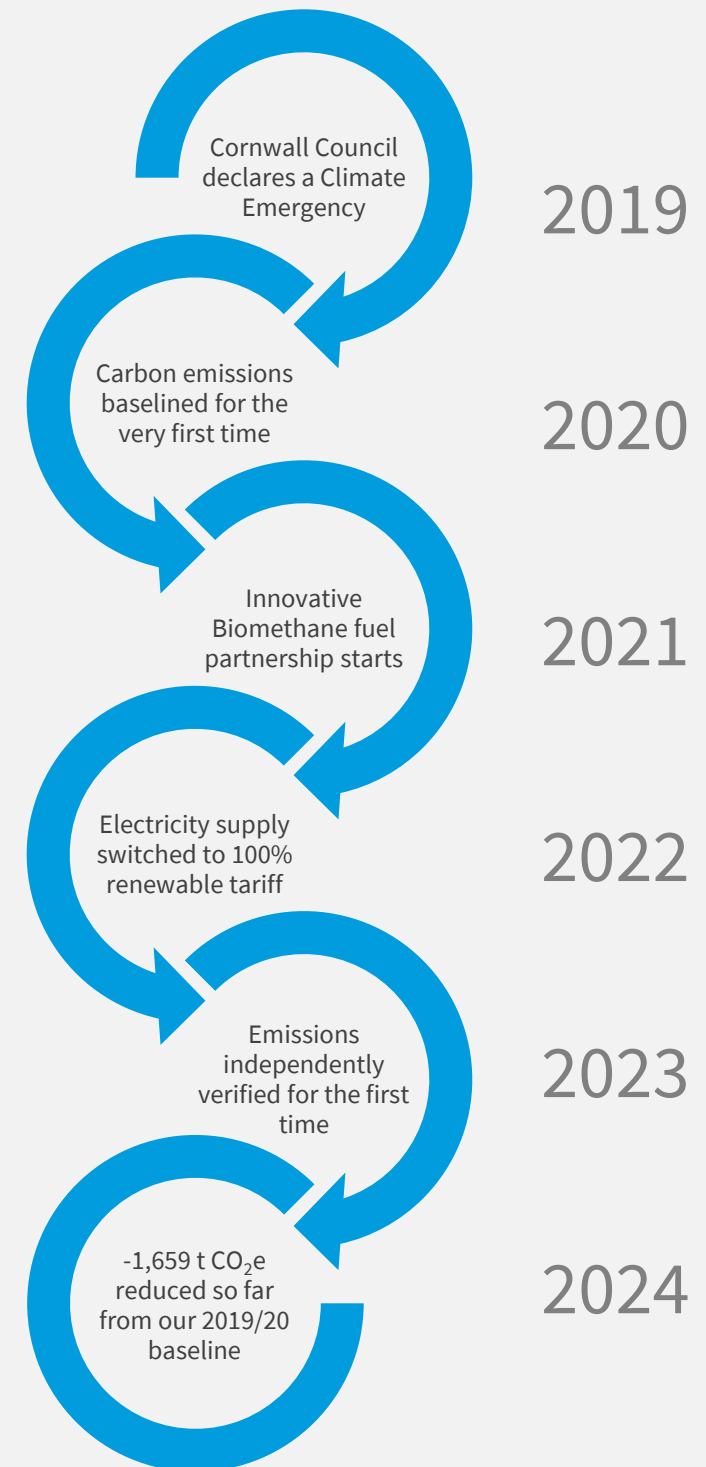 Cornwall Council
declares a Climate
Emergency
2019
Carbon emissions
baselined for the
very first time
2020
Innovative
Biomethane fuel
partnership starts
2021
Electricity supply
switched to 100%
renewable tariff
2022
Emissions
independently
verified for the first
time
2023
-1,659 t CO₂e
reduced so far
from our 2019/20
baseline
2024